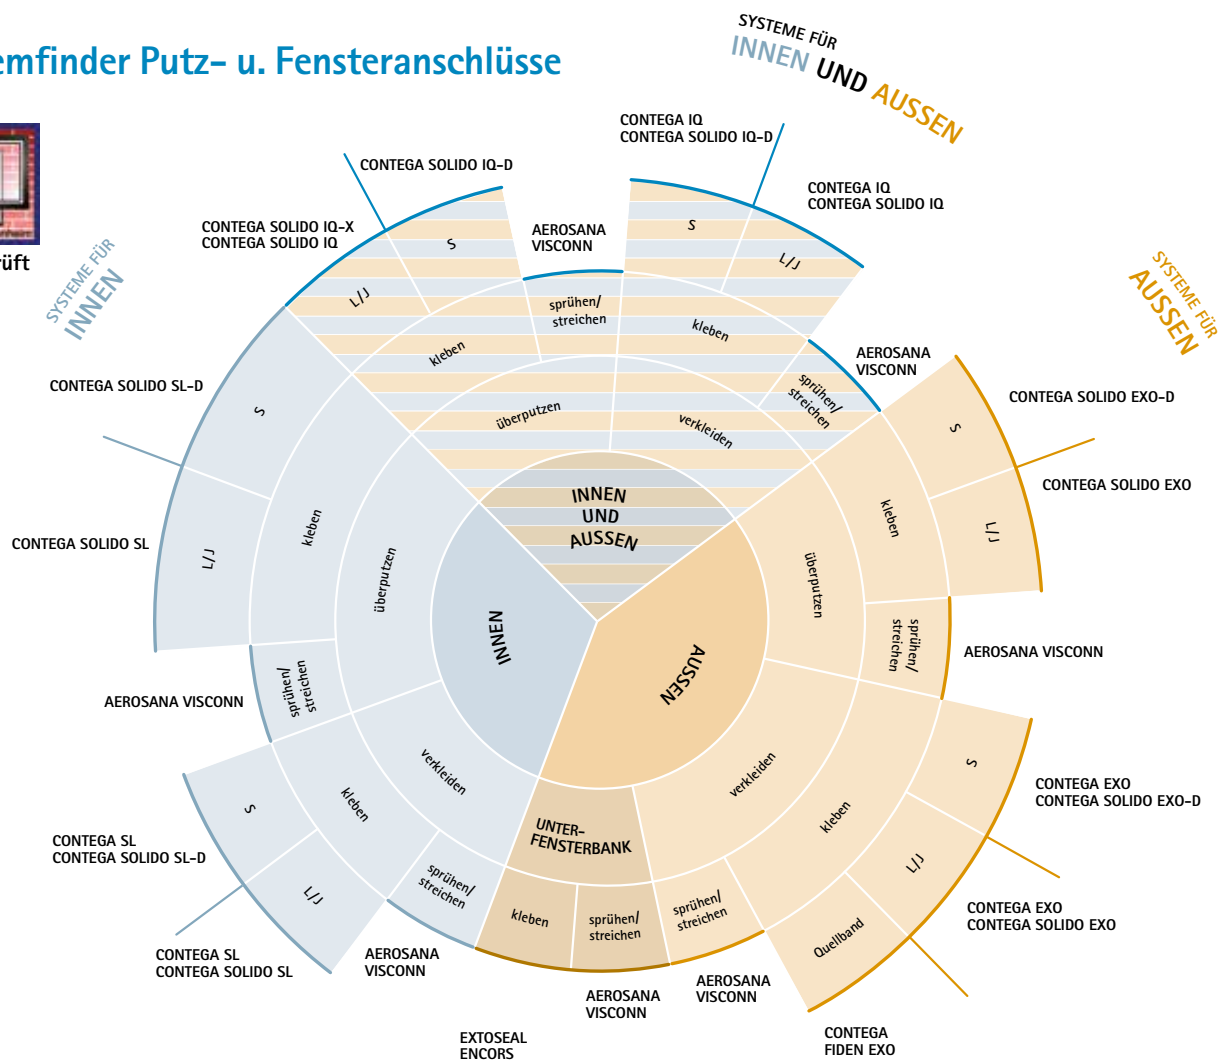 emfinder Putz- u. Fensteranschlüsse
SYSTEME FÜR
INNEN UND AUSSEN
rüft
SYSTEME FÜR
INNEN
SYSTEME FÜR
AUSSEN
CONTEGA SOLIDO IQ-D
CONTEGA SOLIDO IQ-X
CONTEGA SOLIDO IQ
AEROSANA
VISCONN
CONTEGA IQ
CONTEGA SOLIDO IQ-D
CONTEGA IQ
CONTEGA SOLIDO IQ
AEROSANA
VISCONN
S
L/J
kleben
sprühen/
streichen
S
L/J
kleben
sprühen/
streichen
überputzen
verkleiden
INNEN
UND
AUSSEN
CONTEGA SOLIDO EXO-D
CONTEGA SOLIDO EXO
AEROSANA VISCONN
S
L/J
kleben
sprühen/
streichen
überputzen
AUSSEN
verkleiden
kleben
S
L/J
Quellband
sprühen/
streichen
CONTEGA EXO
CONTEGA SOLIDO EXO-D
CONTEGA EXO
CONTEGA SOLIDO EXO
CONTEGA
FIDEN EXO
AEROSANA
VISCONN
UNTER-
FENSTERBANK
kleben
sprühen/
streichen
AEROSANA
VISCONN
EXTOSEAL
ENCORS
CONTEGA SOLIDO SL-D
CONTEGA SOLIDO SL
AEROSANA VISCONN
S
L/J
kleben
sprühen/
streichen
überputzen
INNEN
verkleiden
kleben
S
L/J
sprühen/
streichen
CONTEGA SL
CONTEGA SOLIDO SL-D
CONTEGA SL
CONTEGA SOLIDO SL
AEROSANA
VISCONN